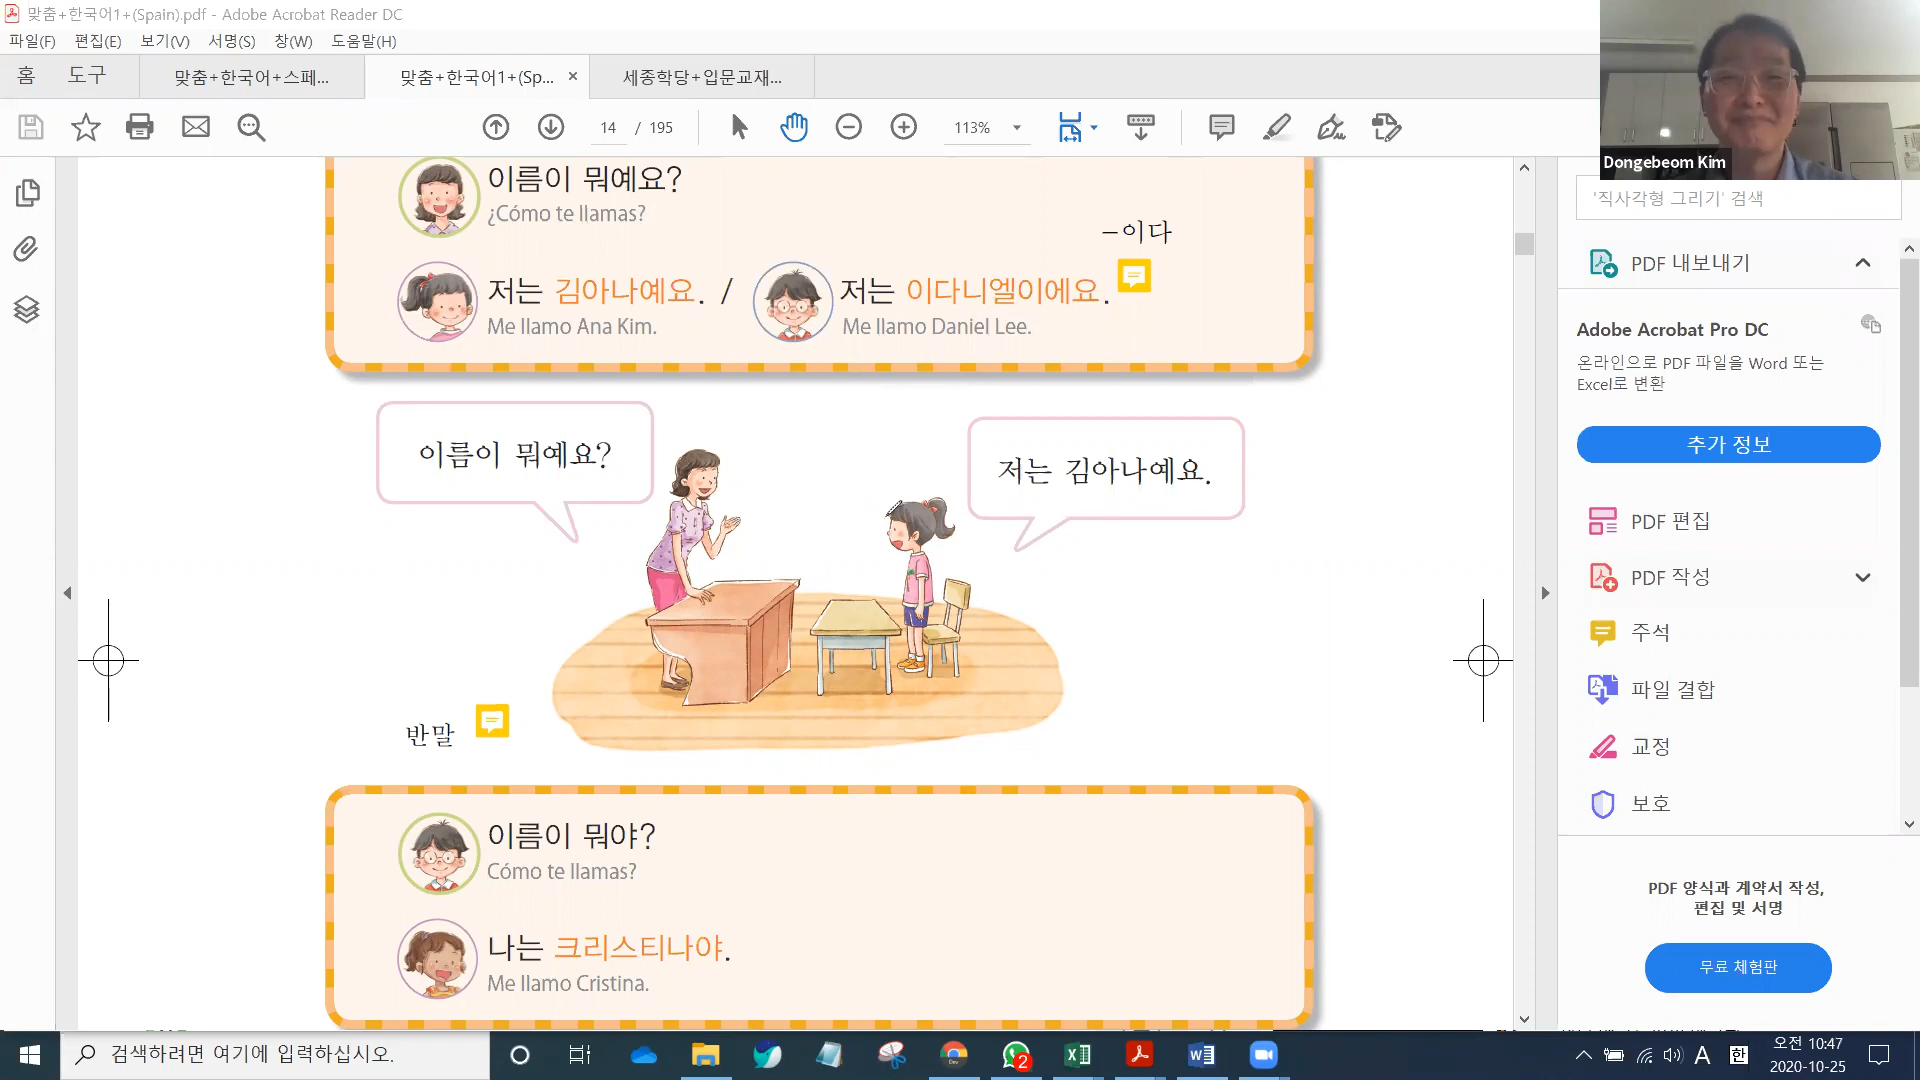 맞춤+한국어1+(Spain).pdf - Adobe Acrobat Reader DC
파일(F) 편집(E) 보기(V) 서명(S) 창(W) 도움말(H)
홈 도구 맞춤+한국어+스페... 맞춤+한국어1+(Sp... 세종학당+입문교재...
14 / 195 113%
Dongebeom Kim
'직사각형 그리기' 검색
이름이 뭐예요?
¿Cómo te llamas?
–이다
저는 김아나예요. / 저는 이다니엘이에요.
Me llamo Ana Kim. Me llamo Daniel Lee.
이름이 뭐예요?
저는 김아나예요.
반말
이름이 뭐야?
Cómo te llamas?
나는 크리스티나야.
Me llamo Cristina.
PDF 내보내기
Adobe Acrobat Pro DC
온라인으로 PDF 파일을 Word 또는
Excel로 변환
추가 정보
PDF 편집
PDF 작성
주석
파일 결합
교정
보호
PDF 양식과 계약서 작성,
편집 및 서명
무료 체험판
검색하려면 여기에 입력하십시오.
Dev
2
A 한
오전 10:47
2020-10-25